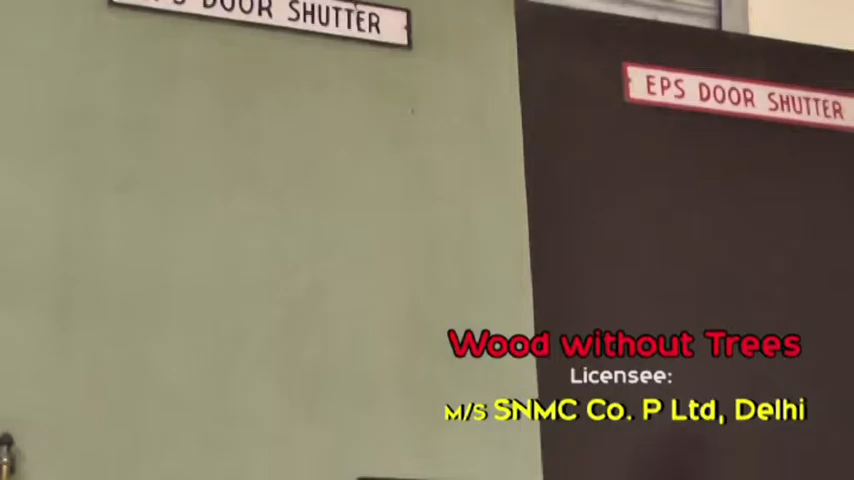 DOOR SHUTTER
EPS DOOR SHUTTER
Wood without Trees
Licensee:
M/S SNMC Co. P Ltd, Delhi